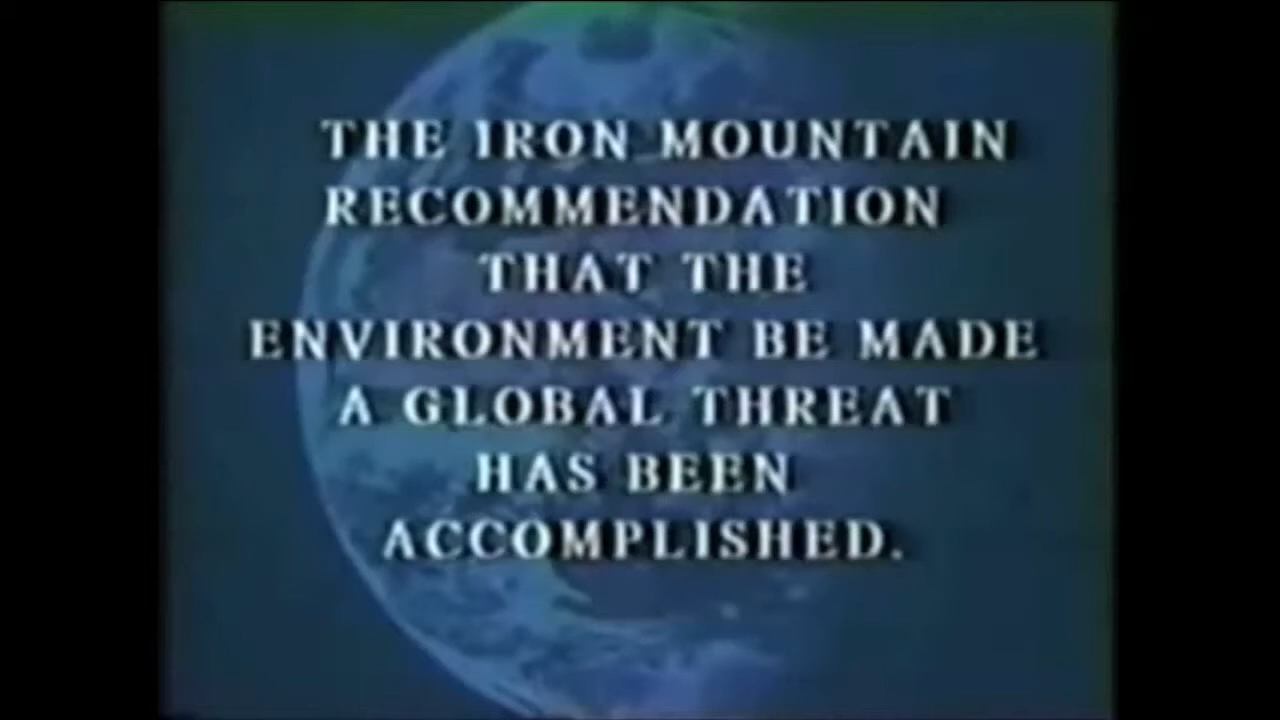 THE IRON MOUNTAIN
RECOMMENDATION
THAT THE
ENVIRONMENT BE MADE
A GLOBAL THREAT
HAS BEEN
ACCOMPLISHED.